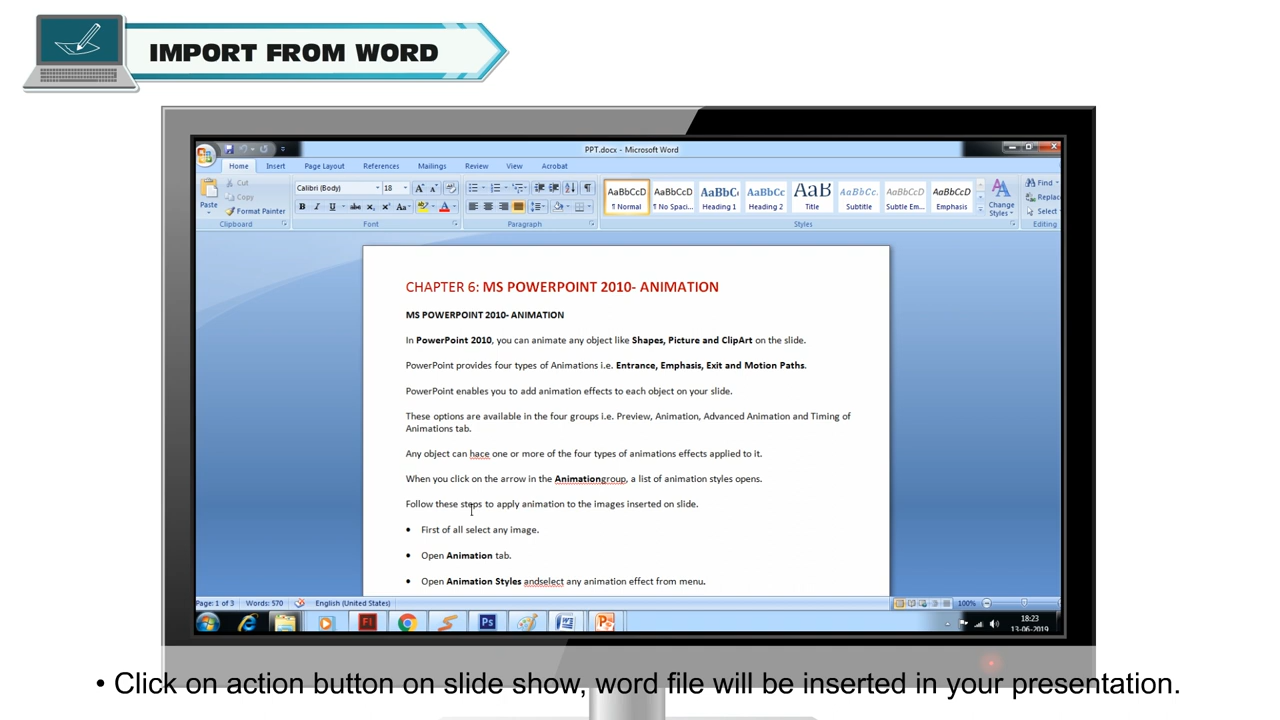 IMPORT FROM WORD
PPT.docx - Microsoft Word
Home Insert Page Layout References Mailings Review View Acrobat
Paste
Cut
Copy
Format Painter
Clipboard
Calibri (Body) 18
Font
Paragraph
AaBbCcD AaBbCcD AaBbC AaBbCc AaB AaBbCc. AaBbCcD AaBbCcD
¶ Normal ¶ No Spaci... Heading 1 Heading 2 Title Subtitle Subtle Em... Emphasis
Change Styles
Styles
Find
Replac
Select
Editing
CHAPTER 6: MS POWERPOINT 2010- ANIMATION
MS POWERPOINT 2010- ANIMATION
In PowerPoint 2010, you can animate any object like Shapes, Picture and ClipArt on the slide.
PowerPoint provides four types of Animations i.e. Entrance, Emphasis, Exit and Motion Paths.
PowerPoint enables you to add animation effects to each object on your slide.
These options are available in the four groups i.e. Preview, Animation, Advanced Animation and Timing of
Animations tab.
Any object can hace one or more of the four types of animations effects applied to it.
When you click on the arrow in the Animationgroup, a list of animation styles opens.
Follow these steps to apply animation to the images inserted on slide.
• First of all select any image.
• Open Animation tab.
• Open Animation Styles andselect any animation effect from menu.
Page: 1 of 3 Words: 570 English (United States) 100%
18:23
13-06-2019
• Click on action button on slide show, word file will be inserted in your presentation.